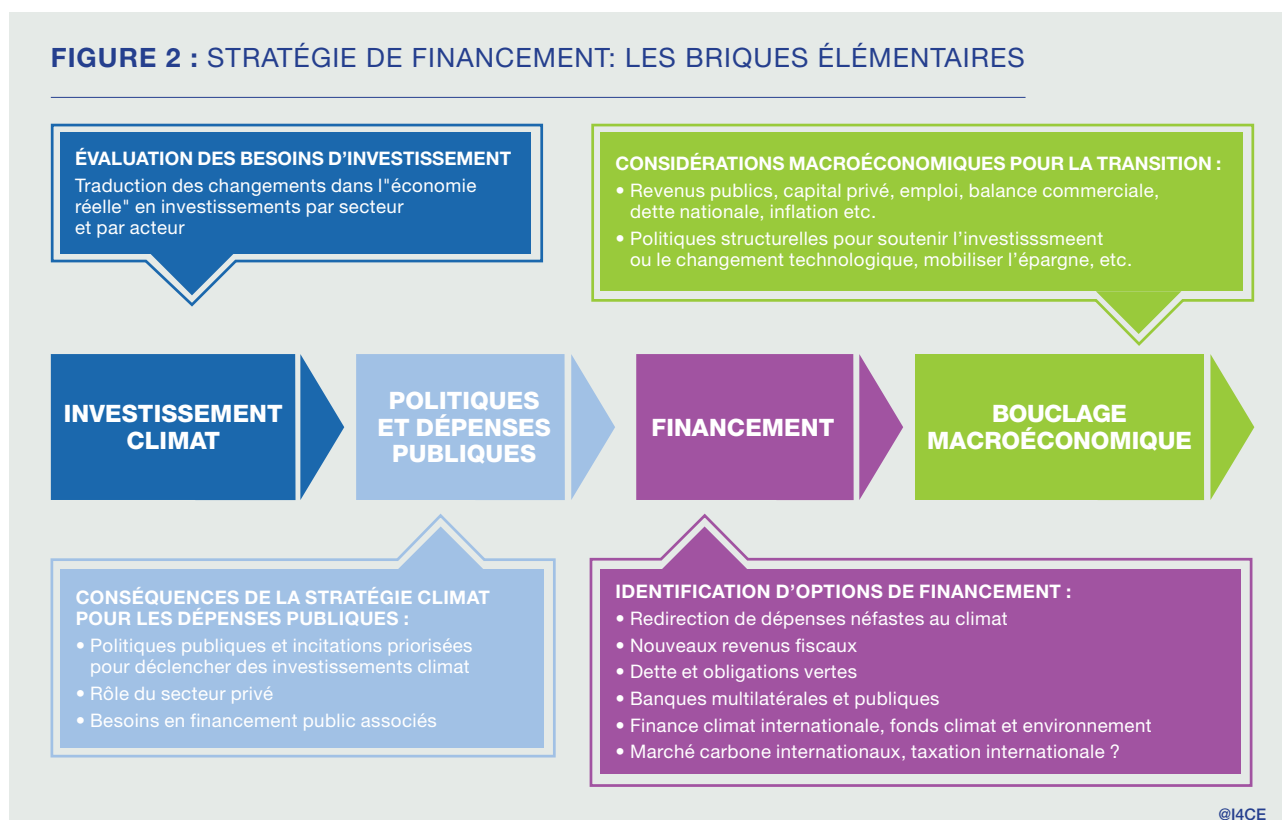 FIGURE 2 : STRATÉGIE DE FINANCEMENT: LES BRIQUES ÉLÉMENTAIRES
ÉVALUATION DES BESOINS D'INVESTISSEMENT
Traduction des changements dans l"économie
réelle" en investissements par secteur
et par acteur
CONSIDÉRATIONS MACROÉCONOMIQUES POUR LA TRANSITION :
• Revenus publics, capital privé, emploi, balance commerciale,
dette nationale, inflation etc.
• Politiques structurelles pour soutenir l'investisssmeent
ou le changement technologique, mobiliser l'épargne, etc.
INVESTISSEMENT
CLIMAT
POLITIQUES
ET DÉPENSES
PUBLIQUES
FINANCEMENT
BOUCLAGE
MACROÉCONOMIQUE
CONSÉQUENCES DE LA STRATÉGIE CLIMAT
POUR LES DÉPENSES PUBLIQUES :
• Politiques publiques et incitations priorisées
pour déclencher des investissements climat
• Rôle du secteur privé
• Besoins en financement public associés
IDENTIFICATION D'OPTIONS DE FINANCEMENT :
• Redirection de dépenses néfastes au climat
• Nouveaux revenus fiscaux
• Dette et obligations vertes
• Banques multilatérales et publiques
• Finance climat internationale, fonds climat et environnement
• Marché carbone internationaux, taxation internationale ?
@I4CE